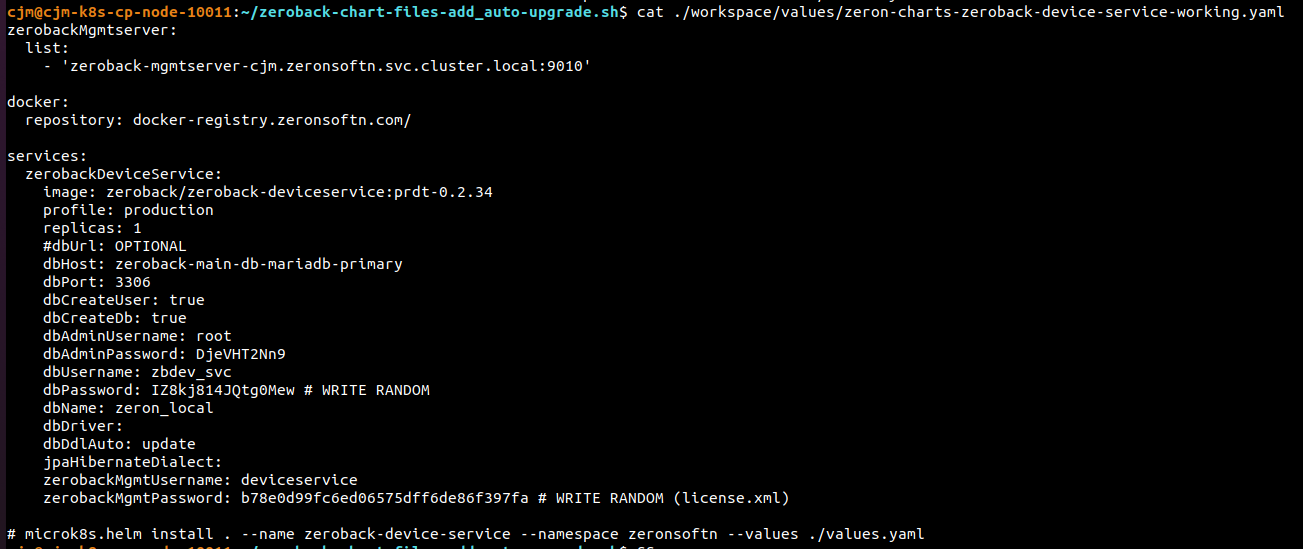 cjm@cjm-k8s-cp-node-10011:~/zeroback-chart-files-add_auto-upgrade.sh$ cat ./workspace/values/zeron-charts-zeroback-device-service-working.yaml
zerobackMgmtserver:
  list:
    - 'zeroback-mgmtserver-cjm.zeronsoftn.svc.cluster.local:9010'

docker:
  repository: docker-registry.zeronsoftn.com/

services:
  zerobackDeviceService:
    image: zeroback/zeroback-deviceservice:prdt-0.2.34
    profile: production
    replicas: 1
    #dbUrl: OPTIONAL
    dbHost: zeroback-main-db-mariadb-primary
    dbPort: 3306
    dbCreateUser: true
    dbCreateDb: true
    dbAdminUsername: root
    dbAdminPassword: DjeVHT2Nn9
    dbUsername: zbdev_svc
    dbPassword: IZ8kj814JQtg0Mew # WRITE RANDOM
    dbName: zeron_local
    dbDriver:
    dbDdlAuto: update
    jpaHibernateDialect:
    zerobackMgmtUsername: deviceservice
    zerobackMgmtPassword: b78e0d99fc6ed06575dff6de86f397fa # WRITE RANDOM (license.xml)

# microk8s.helm install . --name zeroback-device-service --namespace zeronsoftn --values ./values.yaml